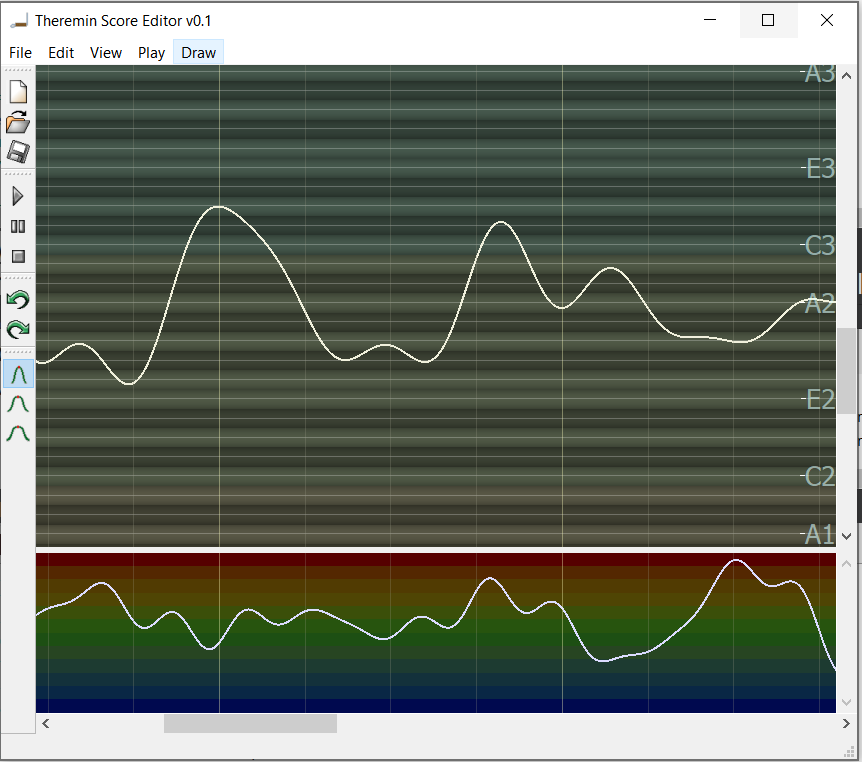 Theremin Score Editor v0.1
File Edit View Play Draw
A3
E3
C3
A2
E2
C2
A1